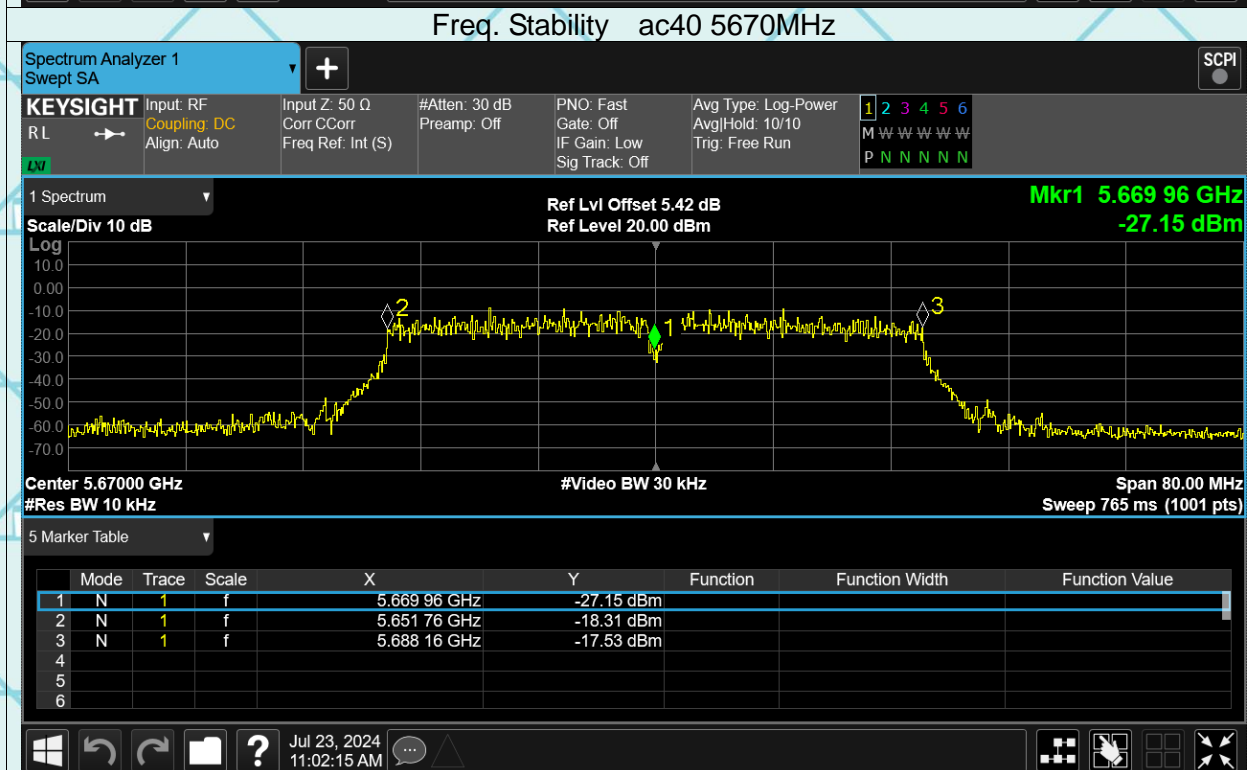 Freq. Stability ac40 5670MHz
Spectrum Analyzer 1
Swept SA
▼
+
SCPI
KEYSIGHT
R L
LXI
Input: RF
Coupling: DC
Align: Auto
Input Z: 50 Ω
Corr CCorr
Freq Ref: Int (S)
#Atten: 30 dB
Preamp: Off
PNO: Fast
Gate: Off
IF Gain: Low
Sig Track: Off
Avg Type: Log-Power
Avg|Hold: 10/10
Trig: Free Run
1 2 3 4 5 6
M W W W W W W
P N N N N N N
1 Spectrum ▼
Scale/Div 10 dB
Ref Lvl Offset 5.42 dB
Ref Level 20.00 dBm
Mkr1 5.669 96 GHz
-27.15 dBm
Log
10.0
0.00
-10.0
-20.0
-30.0
-40.0
-50.0
-60.0
-70.0
2
1
3
Center 5.67000 GHz #Video BW 30 kHz Span 80.00 MHz
#Res BW 10 kHz Sweep 765 ms (1001 pts)
5 Marker Table ▼
Mode Trace Scale X Y Function Function Width Function Value
1 N 1 f 5.669 96 GHz -27.15 dBm
2 N 1 f 5.651 76 GHz -18.31 dBm
3 N 1 f 5.688 16 GHz -17.53 dBm
4
5
6
?
Jul 23, 2024
11:02:15 AM